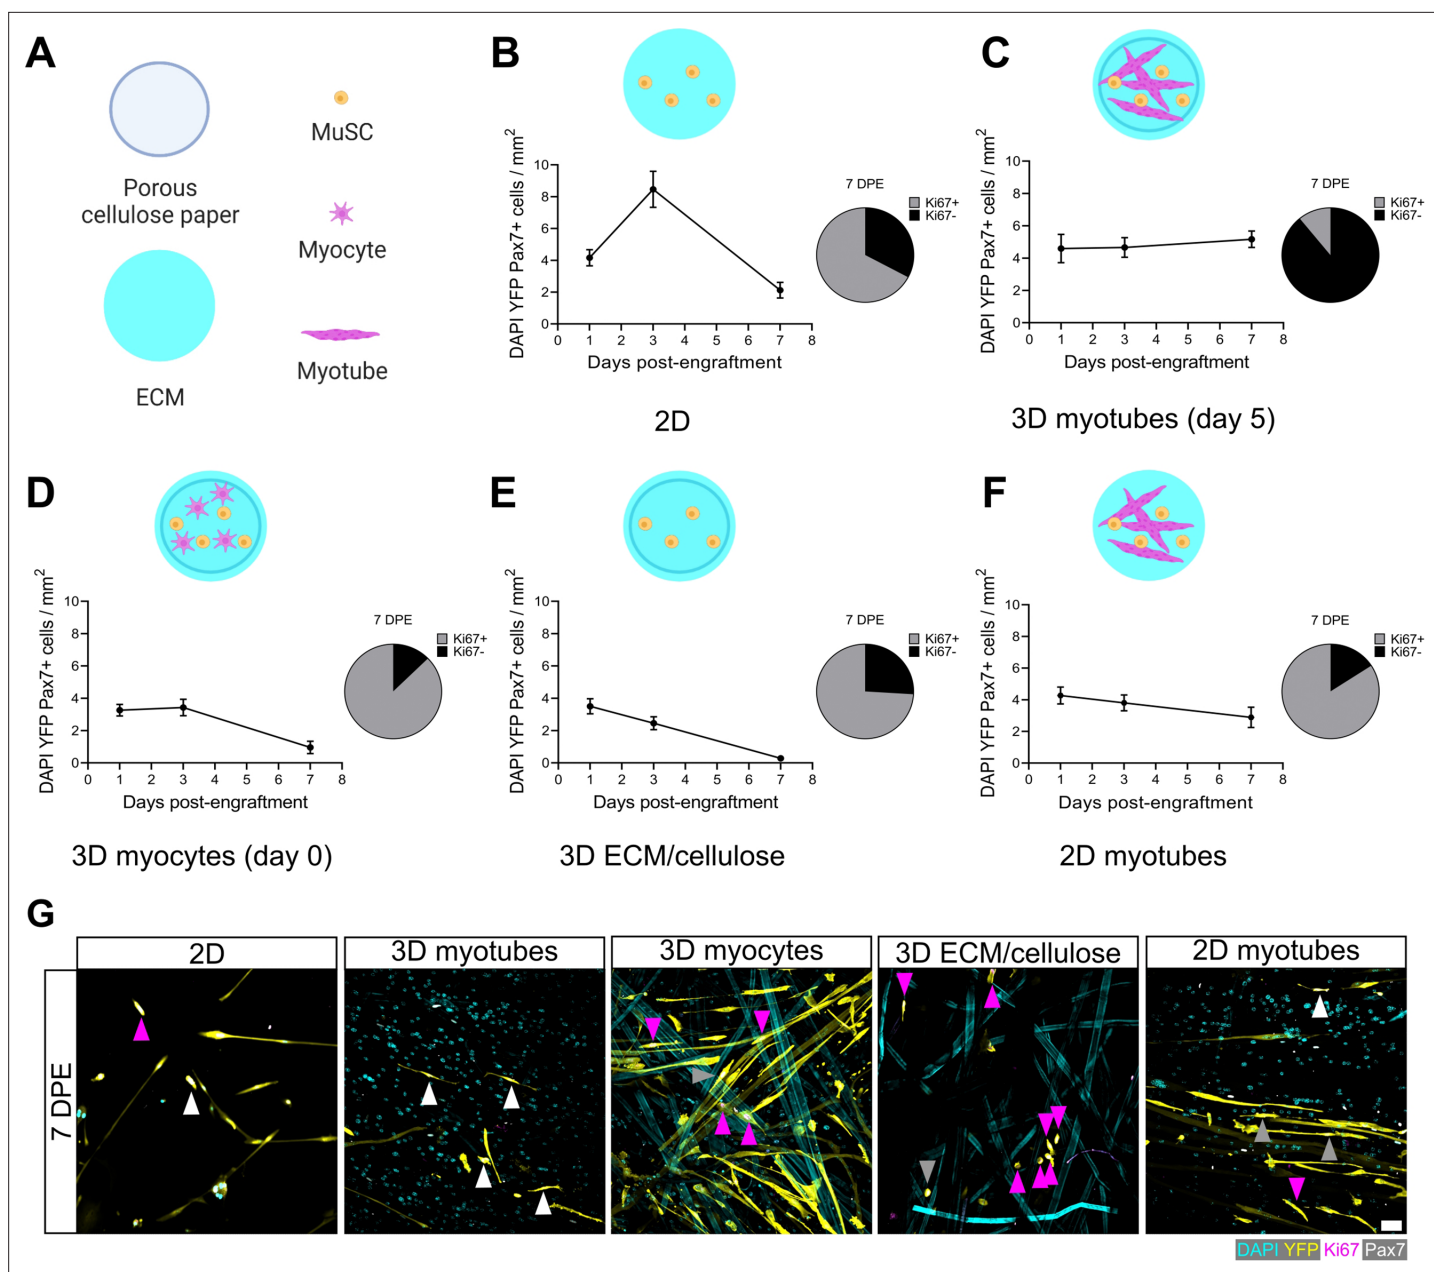 A
Porous
cellulose paper
ECM
MuSC
Myocyte
Myotube
B
DAPI YFP Pax7+ cells / mm2
10
8
6
4
2
0
0 1 2 3 4 5 6 7 8
Days post-engraftment
7 DPE
Ki67+
Ki67-
2D
C
DAPI YFP Pax7+ cells / mm2
10
8
6
4
2
0
0 1 2 3 4 5 6 7 8
Days post-engraftment
7 DPE
Ki67+
Ki67-
3D myotubes (day 5)
D
DAPI YFP Pax7+ cells / mm2
10
8
6
4
2
0
0 1 2 3 4 5 6 7 8
Days post-engraftment
7 DPE
Ki67+
Ki67-
3D myocytes (day 0)
E
DAPI YFP Pax7+ cells / mm2
10
8
6
4
2
0
0 1 2 3 4 5 6 7 8
Days post-engraftment
7 DPE
Ki67+
Ki67-
3D ECM/cellulose
F
DAPI YFP Pax7+ cells / mm2
10
8
6
4
2
0
0 1 2 3 4 5 6 7 8
Days post-engraftment
7 DPE
Ki67+
Ki67-
2D myotubes
G
2D
3D myotubes
3D myocytes
3D ECM/cellulose
2D myotubes
7 DPE
DAPI YFP Ki67 Pax7